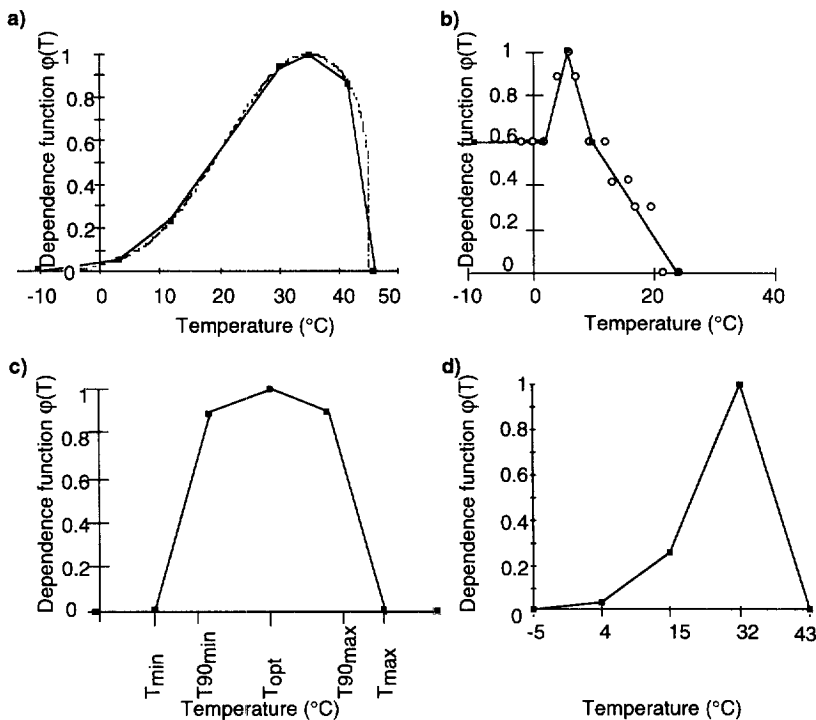 a)
Dependence function φ(T)
1
0.8
0.6
0.4
0.2
0
-10 0 10 20 30 40 50
Temperature (°C)
b)
Dependence function φ(T)
1
0.8
0.6
0.4
0.2
0
-10 0 20 40
Temperature (°C)
c)
Dependence function φ(T)
1
0.8
0.6
0.4
0.2
0
Tmin T90min Topt T90max Tmax
Temperature (°C)
d)
Dependence function φ(T)
1
0.8
0.6
0.4
0.2
0
-5 4 15 32 43
Temperature (°C)